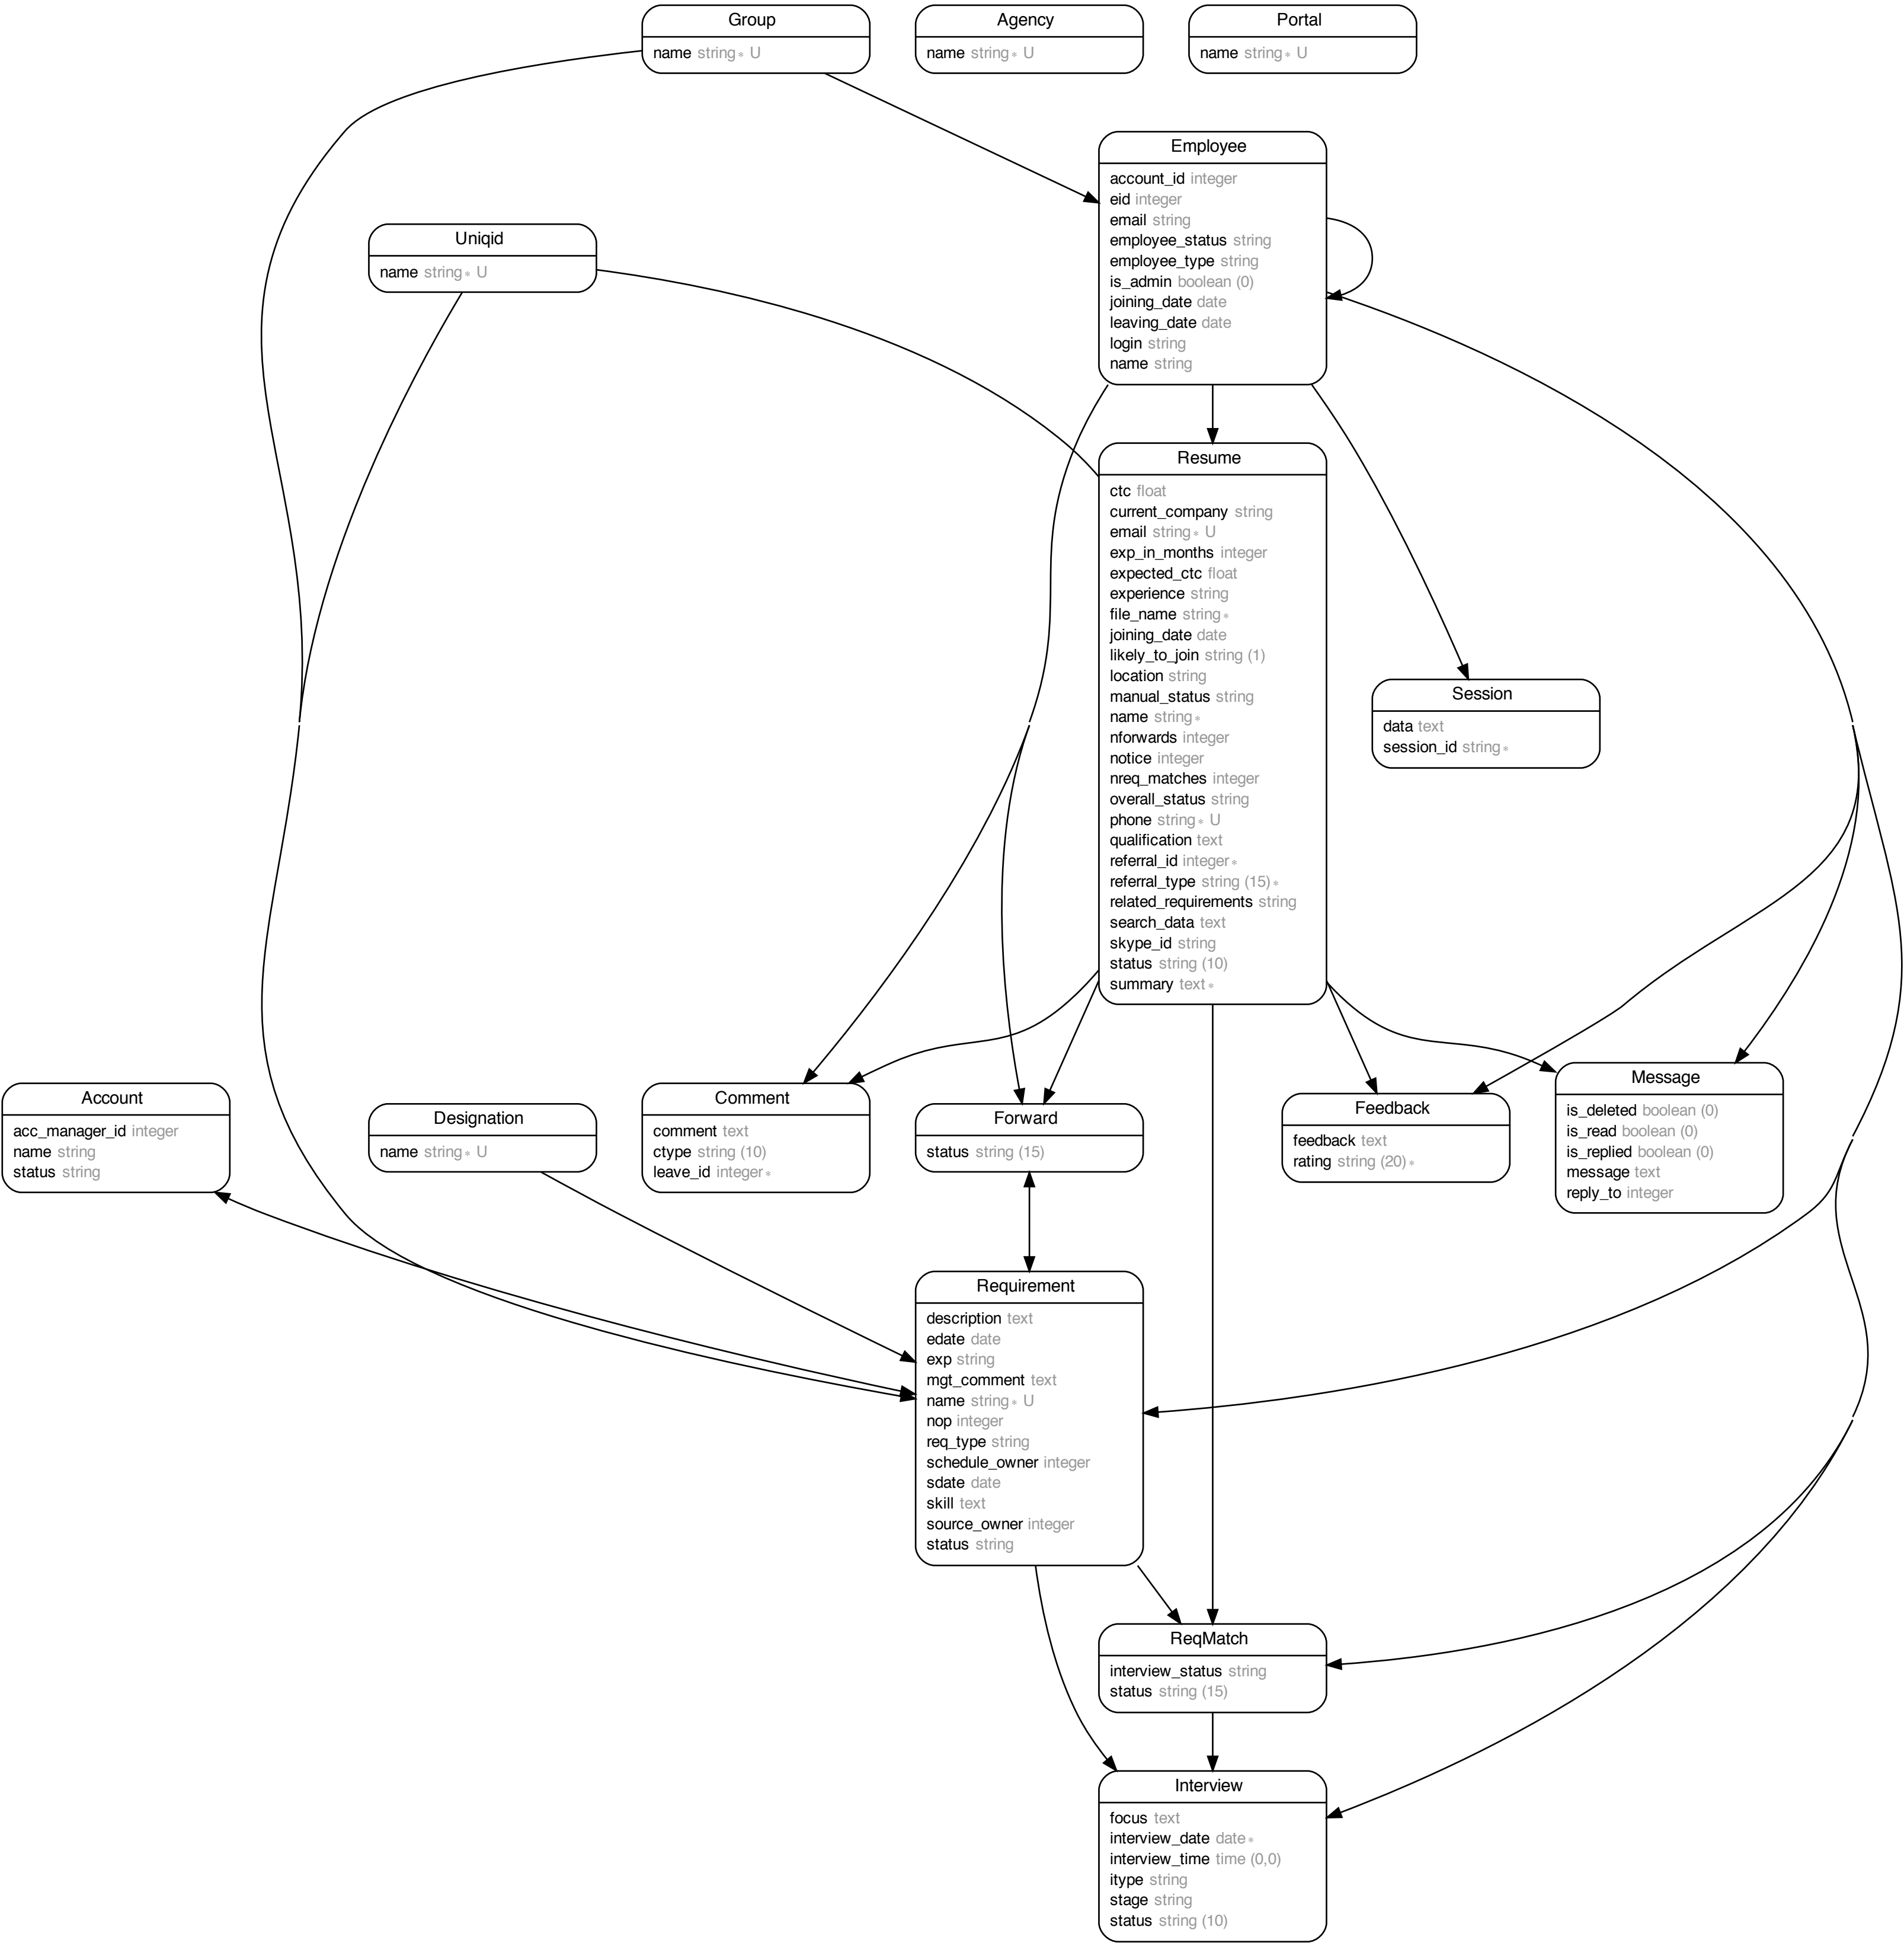 Group
name string* U
Agency
name string* U
Portal
name string* U
Employee
account_id integer
eid integer
email string
employee_status string
employee_type string
is_admin boolean (0)
joining_date date
leaving_date date
login string
name string
Uniqid
name string* U
Resume
ctc float
current_company string
email string* U
exp_in_months integer
expected_ctc float
experience string
file_name string*
joining_date date
likely_to_join string (1)
location string
manual_status string
name string*
nforwards integer
notice integer
nreq_matches integer
overall_status string
phone string* U
qualification text
referral_id integer*
referral_type string (15)*
related_requirements string
search_data text
skype_id string
status string (10)
summary text*
Session
data text
session_id string*
Account
acc_manager_id integer
name string
status string
Designation
name string* U
Comment
comment text
ctype string (10)
leave_id integer*
Forward
status string (15)
Feedback
feedback text
rating string (20)*
Message
is_deleted boolean (0)
is_read boolean (0)
is_replied boolean (0)
message text
reply_to integer
Requirement
description text
edate date
exp string
mgt_comment text
name string* U
nop integer
req_type string
schedule_owner integer
sdate date
skill text
source_owner integer
status string
ReqMatch
interview_status string
status string (15)
Interview
focus text
interview_date date*
interview_time time (0,0)
itype string
stage string
status string (10)